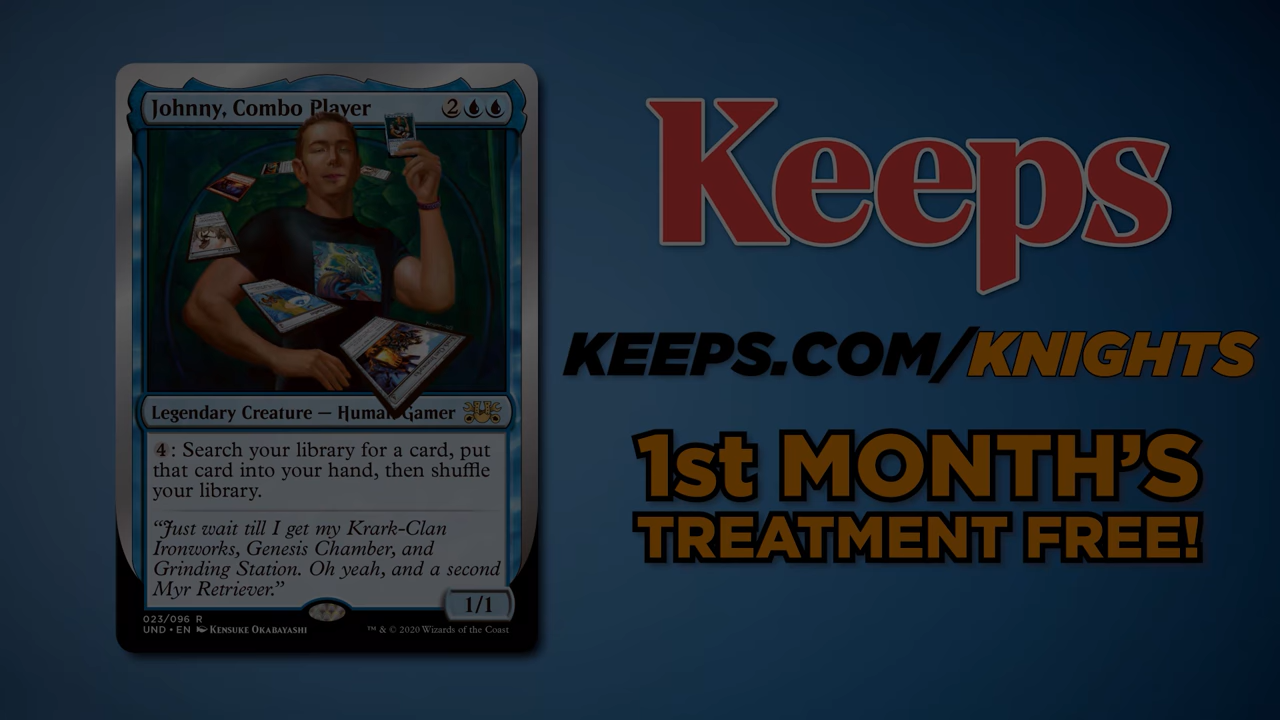 Johnny, Combo Player 2
Legendary Creature — Human Gamer
4: Search your library for a card, put
that card into your hand, then shuffle
your library.
“Just wait till I get my Krark-Clan
Ironworks, Genesis Chamber, and
Grinding Station. Oh yeah, and a second
Myr Retriever.”
1/1
023/096 R
UND • EN KENSUKE OKABAYASHI
™ & © 2020 Wizards of the Coast
Keeps
KEEPS.COM/KNIGHTS
1st MONTH’S
TREATMENT FREE!